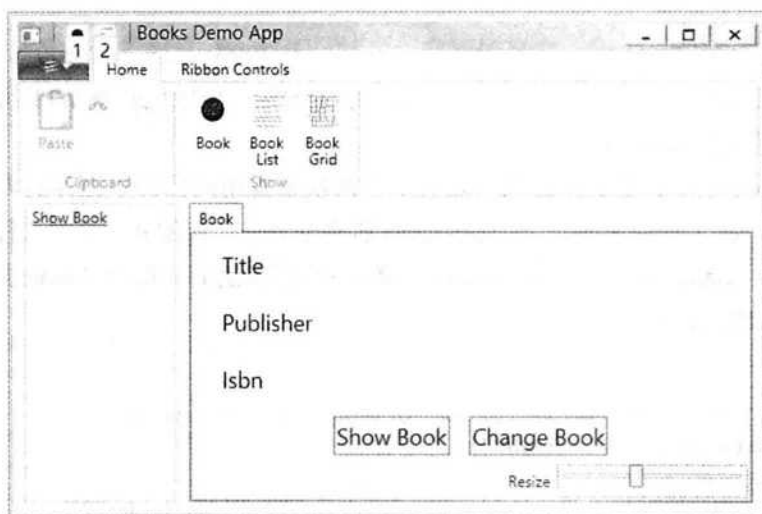 Books Demo App
1 2
Home Ribbon Controls
Paste
Book Book List Book Grid
Clipboard Show
Show Book
Book
Title
Publisher
Isbn
Show Book Change Book
Resize